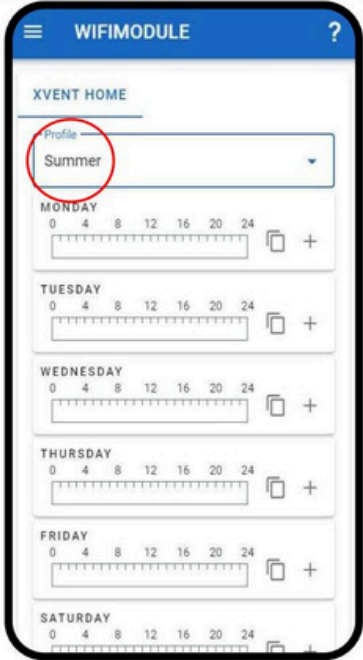 WIFIMODULE ?
XVENT HOME
Profile
Summer
MONDAY
0 4 8 12 16 20 24
TUESDAY
0 4 8 12 16 20 24
WEDNESDAY
0 4 8 12 16 20 24
THURSDAY
0 4 8 12 16 20 24
FRIDAY
0 4 8 12 16 20 24
SATURDAY
0 4 8 12 16 20 24